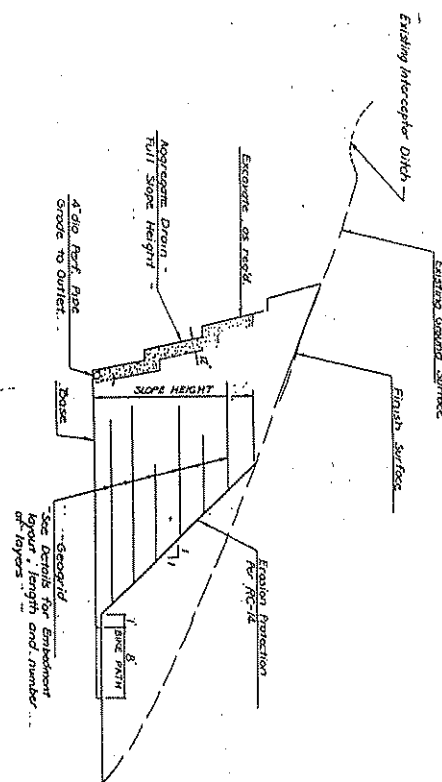 Existing Interceptor Ditch
Existing Ground Surface
Finish Surface
Excavate as req'd.
Aggregate Drain -
Full Slope Height
12"
4" dia Perf. Pipe
Grade to Outlet
SLOPE HEIGHT
Base
1
1
Erosion Protection
Per RC-14
1'
8'
BIKE PATH
Geogrid
-See Details for Embedment
layout, length and number
of layers